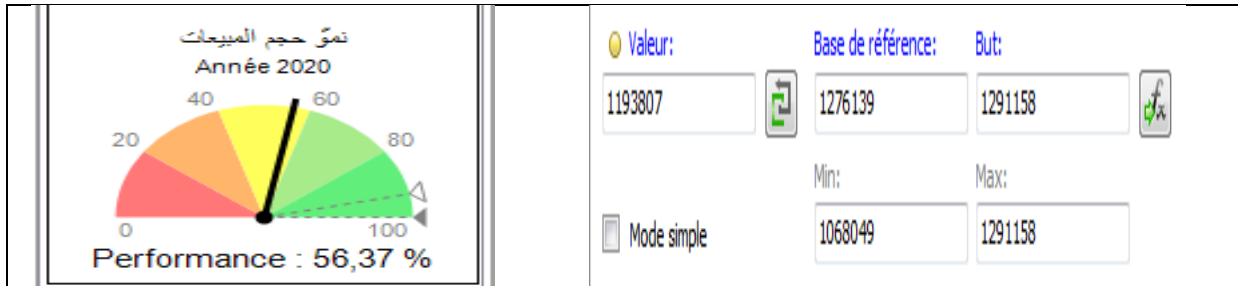 نموّ حجم المبيعات
Année 2020
40 60
20 80
0 100
Performance : 56,37 %
Valeur: Base de référence: But:
1193807 1276139 1291158 fx
Min: Max:
Mode simple 1068049 1291158